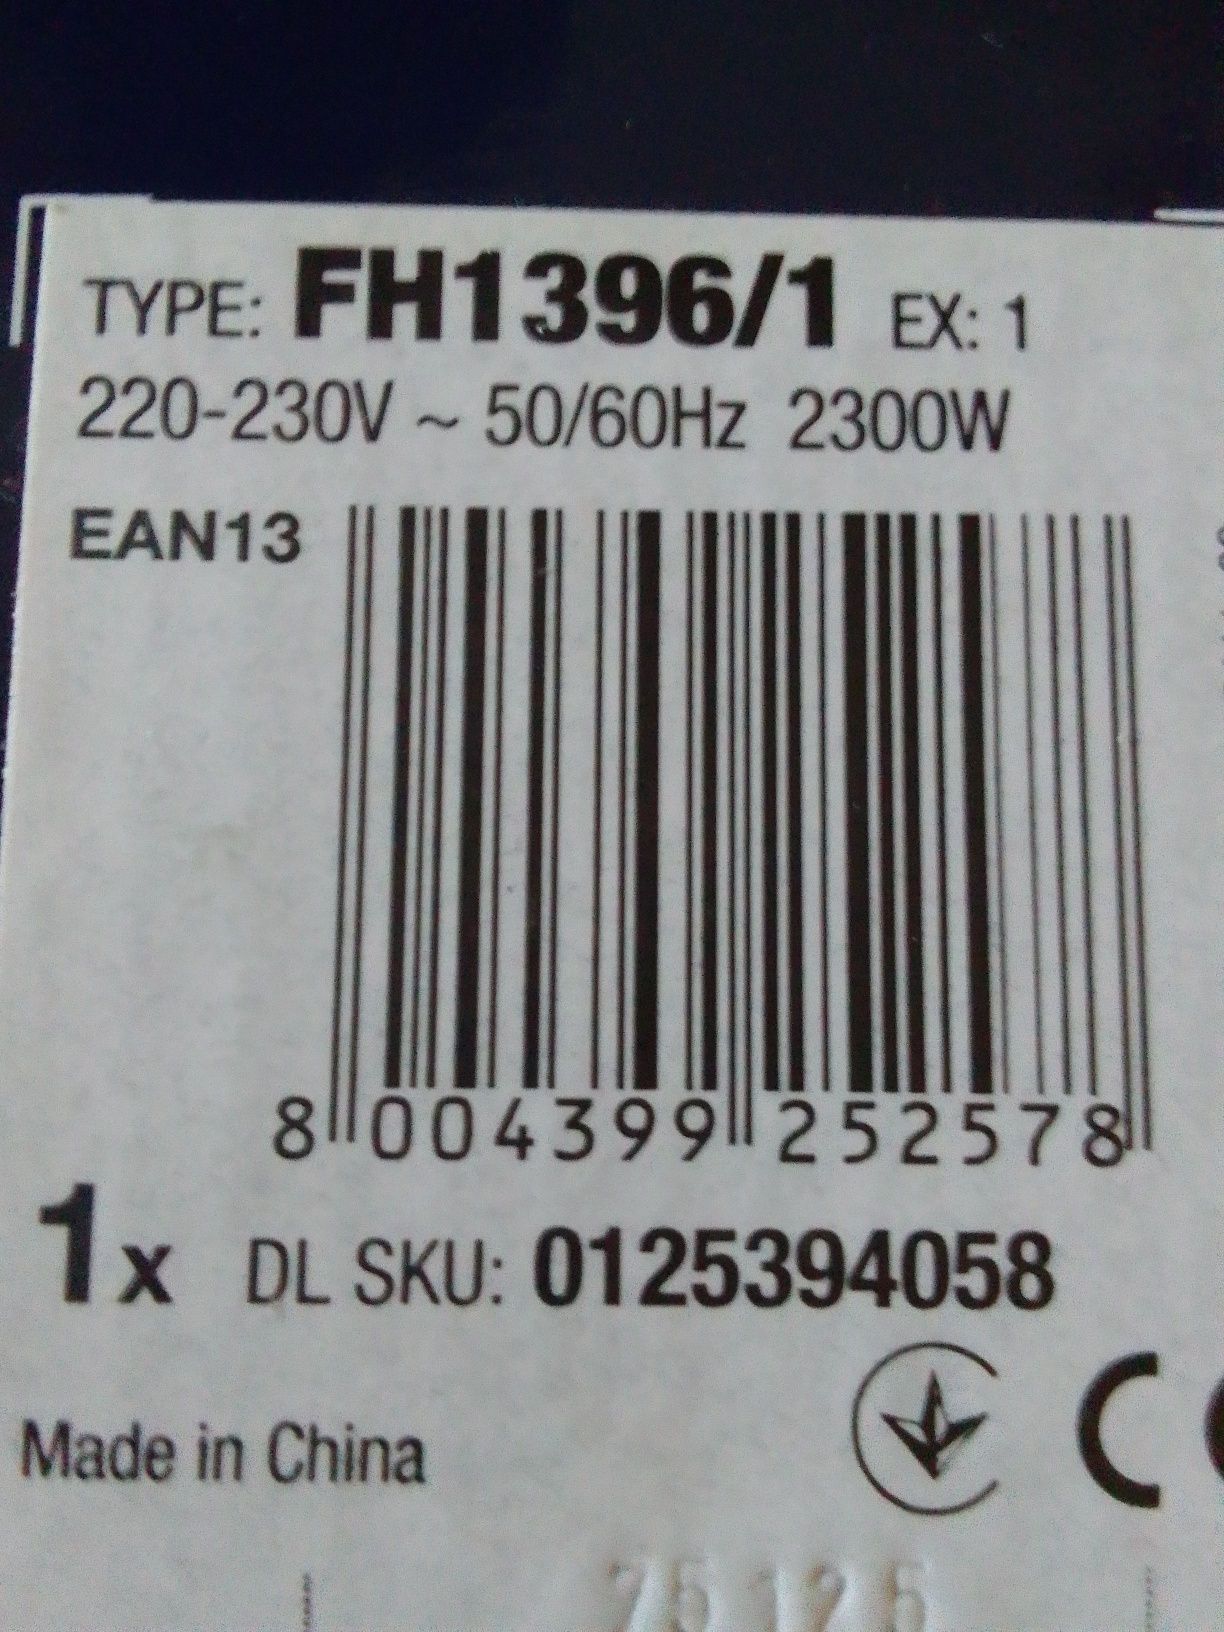 TYPE: FH1396/1 EX: 1
220-230V ~ 50/60Hz 2300W
EAN13
8 004399 252578
1x DL SKU: 0125394058
Made in China